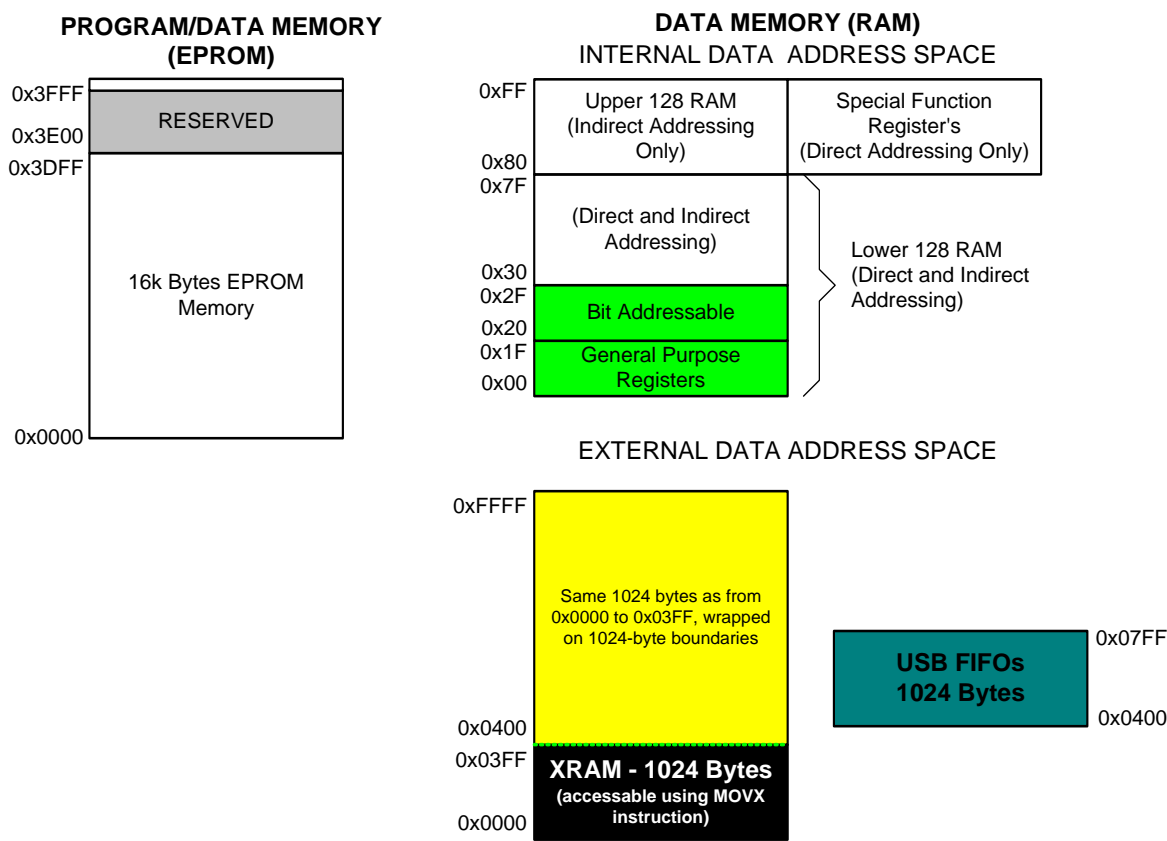 PROGRAM/DATA MEMORY
(EPROM)
0x3FFF
RESERVED
0x3E00
0x3DFF
16k Bytes EPROM
Memory
0x0000
DATA MEMORY (RAM)
INTERNAL DATA ADDRESS SPACE
0xFF
Upper 128 RAM
(Indirect Addressing
Only)
0x80
Special Function
Register's
(Direct Addressing Only)
0x7F
(Direct and Indirect
Addressing)
0x30
Lower 128 RAM
(Direct and Indirect
Addressing)
0x2F
Bit Addressable
0x20
0x1F
General Purpose
Registers
0x00
EXTERNAL DATA ADDRESS SPACE
0xFFFF
Same 1024 bytes as from
0x0000 to 0x03FF, wrapped
on 1024-byte boundaries
0x0400
0x07FF
USB FIFOs
1024 Bytes
0x0400
0x03FF
XRAM - 1024 Bytes
(accessable using MOVX
instruction)
0x0000